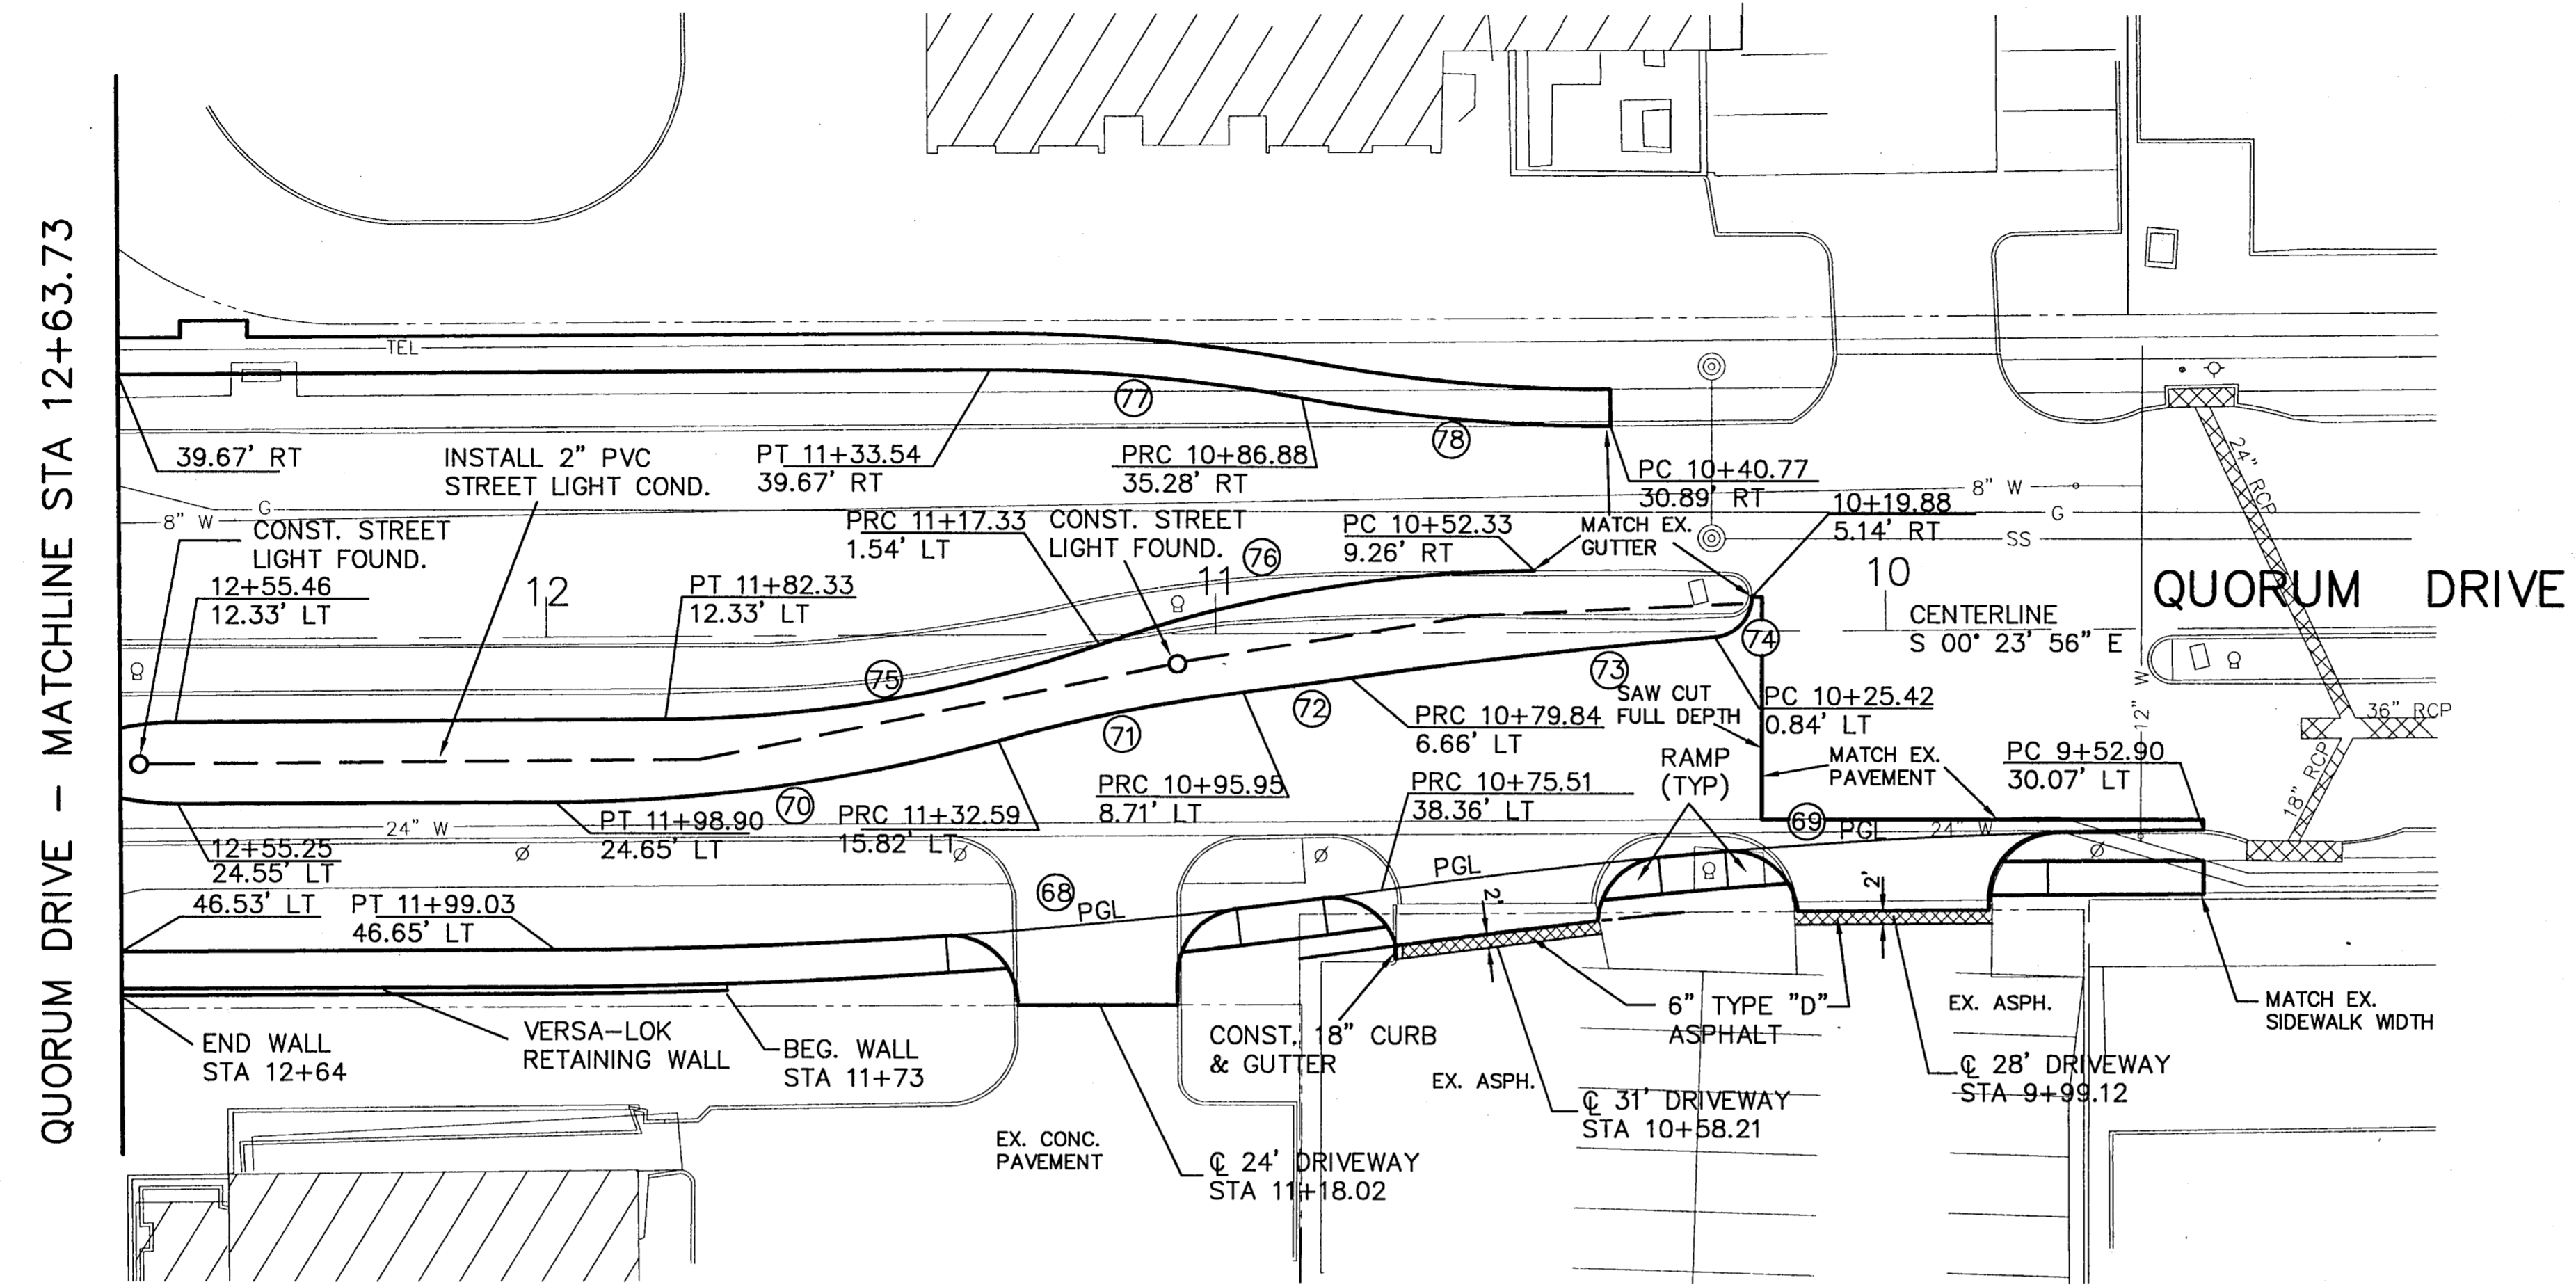 QUORUM DRIVE - MATCHLINE STA 12+63.73
TEL
77
78
39.67' RT
INSTALL 2" PVC
STREET LIGHT COND.
PT 11+33.54
39.67' RT
PRC 10+86.88
35.28' RT
PC 10+40.77
30.89' RT
8" W
G
SS
24" RCP
8" W
G
CONST. STREET
LIGHT FOUND.
PRC 11+17.33
1.54' LT
CONST. STREET
LIGHT FOUND.
76
PC 10+52.33
9.26' RT
MATCH EX.
GUTTER
10+19.88
5.14' RT
12+55.46
12.33' LT
12
PT 11+82.33
12.33' LT
11
10
QUORUM DRIVE
CENTERLINE
S 00° 23' 56" E
75
74
73
72
71
70
SAW CUT
FULL DEPTH
PC 10+25.42
0.84' LT
PRC 10+79.84
6.66' LT
RAMP
(TYP)
MATCH EX.
PAVEMENT
PC 9+52.90
30.07' LT
12" W
36" RCP
18" RCP
PRC 10+95.95
8.71' LT
PRC 10+75.51
38.36' LT
24" W
PT 11+98.90
24.65' LT
PRC 11+32.59
15.82' LT
69
PGL
24" W
12+55.25
24.55' LT
46.53' LT
PT 11+99.03
46.65' LT
68
PGL
PGL
2'
2'
END WALL
STA 12+64
VERSA-LOK
RETAINING WALL
BEG. WALL
STA 11+73
CONST. 18" CURB
& GUTTER
6" TYPE "D"
ASPHALT
EX. ASPH.
MATCH EX.
SIDEWALK WIDTH
EX. ASPH.
℄ 31' DRIVEWAY
STA 10+58.21
℄ 28' DRIVEWAY
STA 9+99.12
EX. CONC.
PAVEMENT
℄ 24' DRIVEWAY
STA 11+18.02